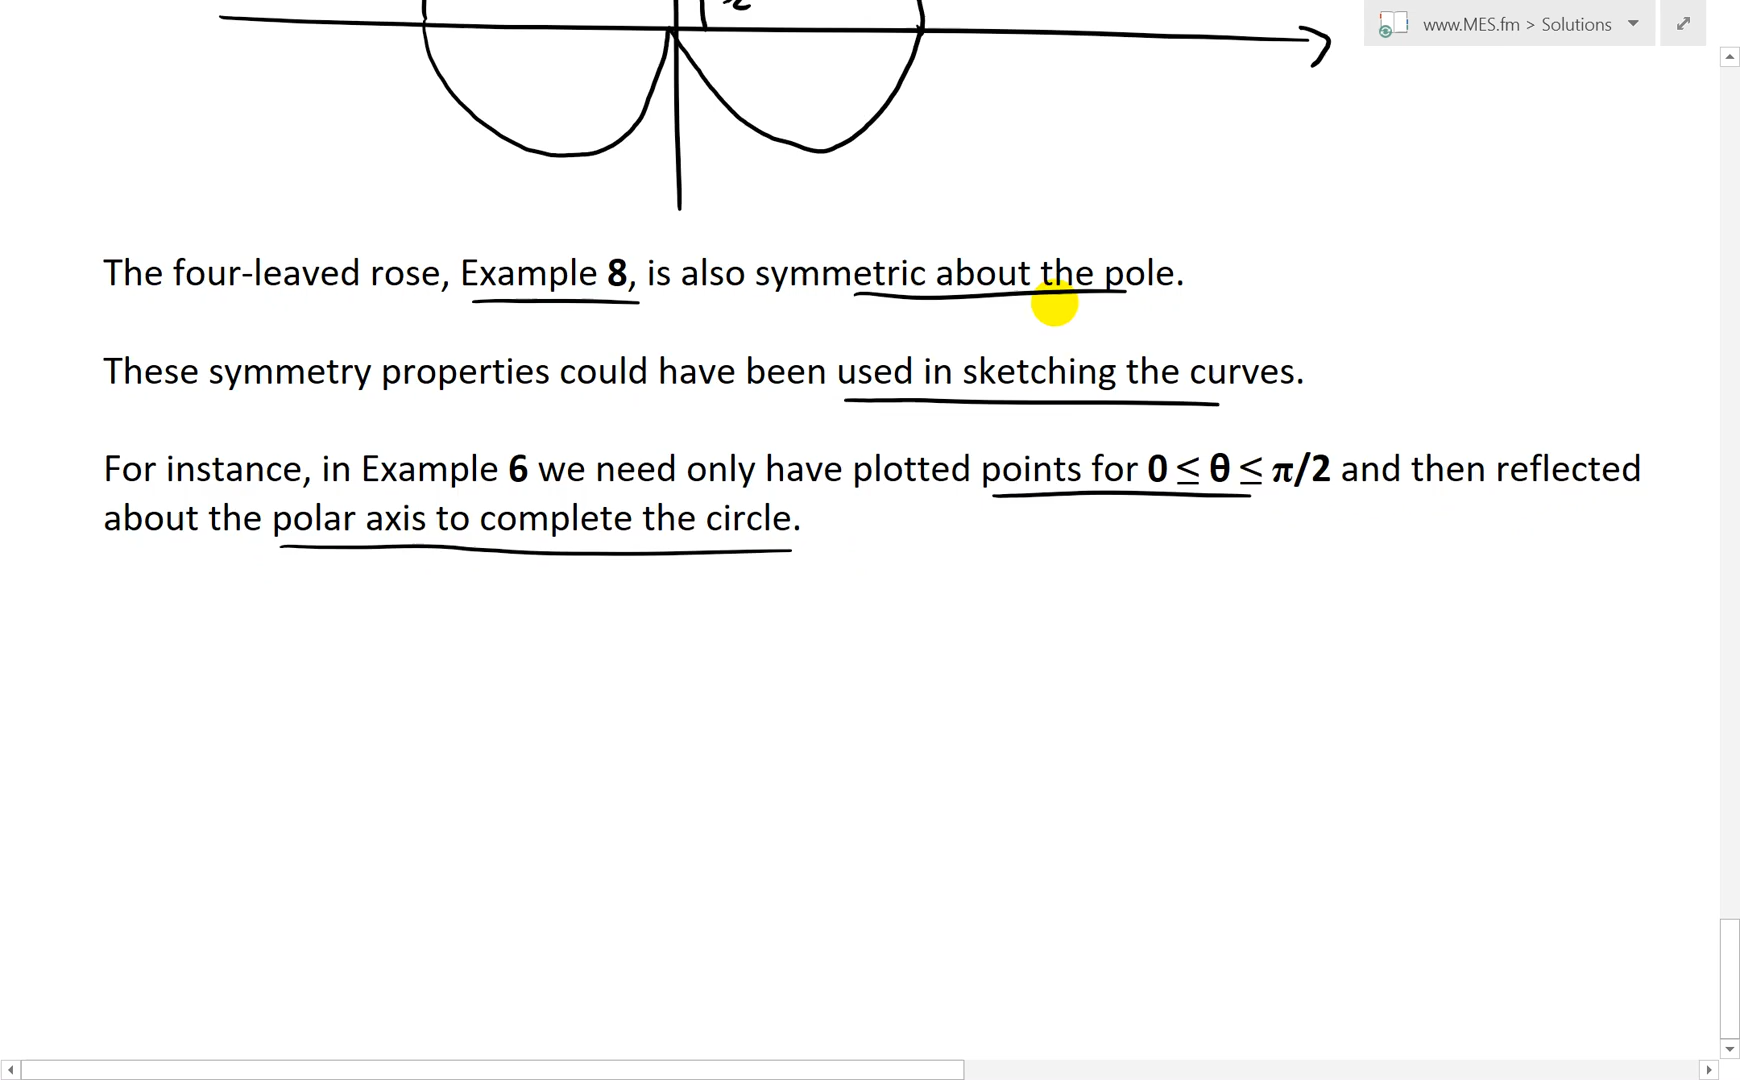 www.MES.fm > Solutions
The four-leaved rose, Example 8, is also symmetric about the pole.
These symmetry properties could have been used in sketching the curves.
For instance, in Example 6 we need only have plotted points for 0 ≤ θ ≤ π/2 and then reflected
about the polar axis to complete the circle.